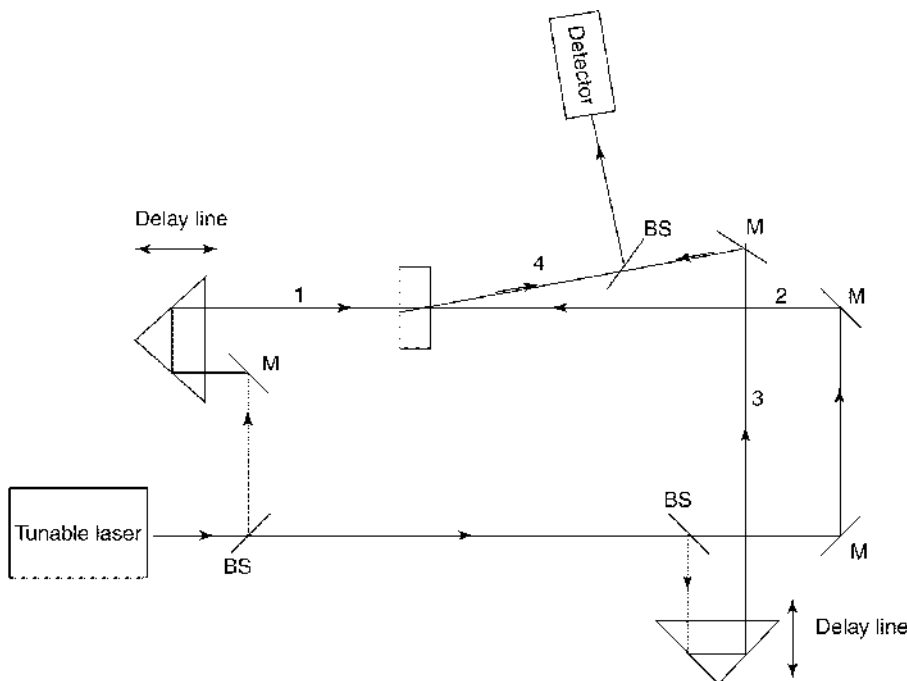 Detector
Delay line
BS
M
4
1
2
M
M
3
Tunable laser
BS
BS
M
Delay line